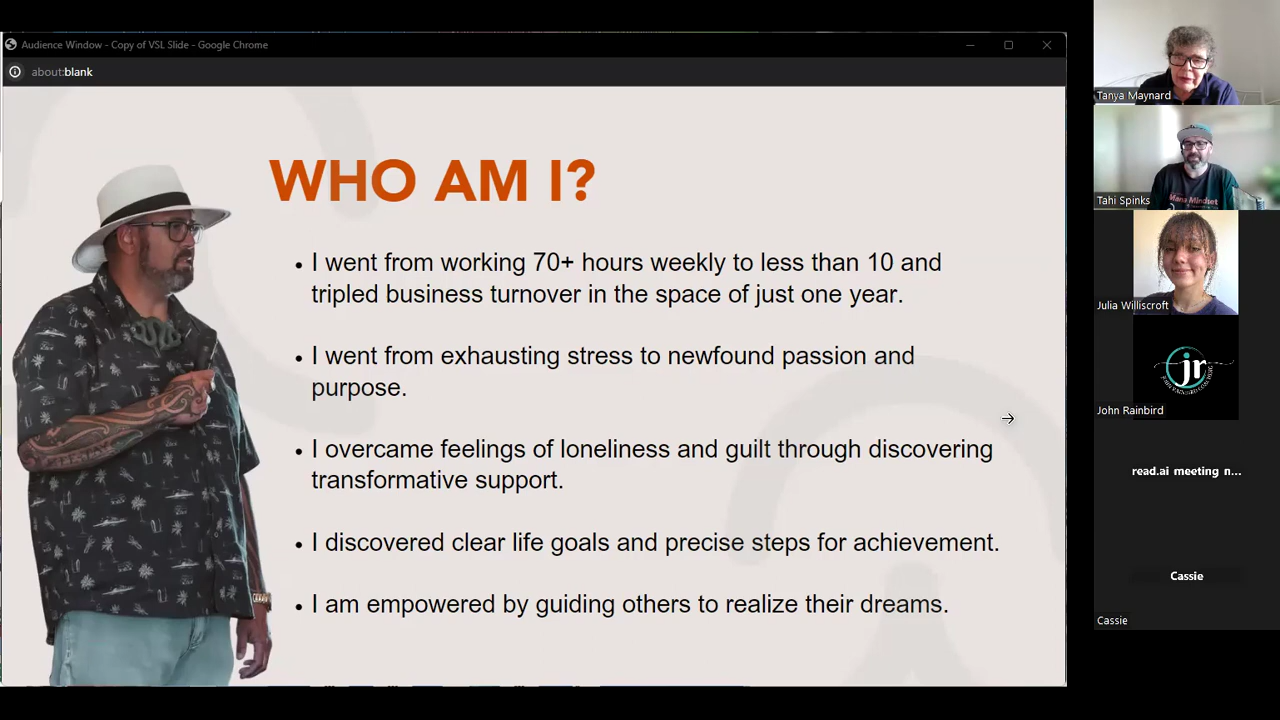 Audience Window - Copy of VSL Slide - Google Chrome
about:blank
WHO AM I?
• I went from working 70+ hours weekly to less than 10 and
tripled business turnover in the space of just one year.
• I went from exhausting stress to newfound passion and
purpose.
• I overcame feelings of loneliness and guilt through discovering
transformative support.
• I discovered clear life goals and precise steps for achievement.
• I am empowered by guiding others to realize their dreams.
Tanya Maynard
Mana Mindset
Tahi Spinks
Julia Williscroft
jr
John Rainbird
read.ai meeting n...
Cassie
Cassie